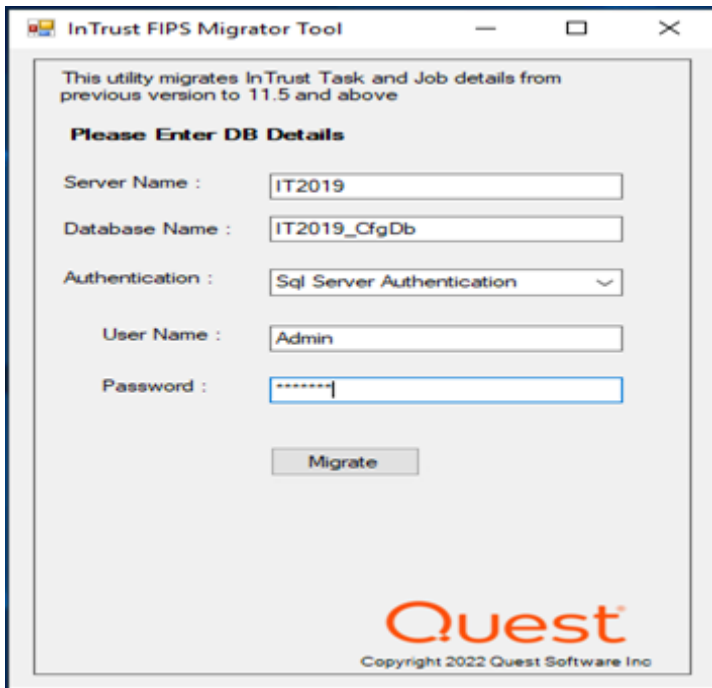 InTrust FIPS Migrator Tool
This utility migrates InTrust Task and Job details from
previous version to 11.5 and above
Please Enter DB Details
Server Name : IT2019
Database Name : IT2019_CfgDb
Authentication : Sql Server Authentication
User Name : Admin
Password : *******
Migrate
Quest
Copyright 2022 Quest Software Inc